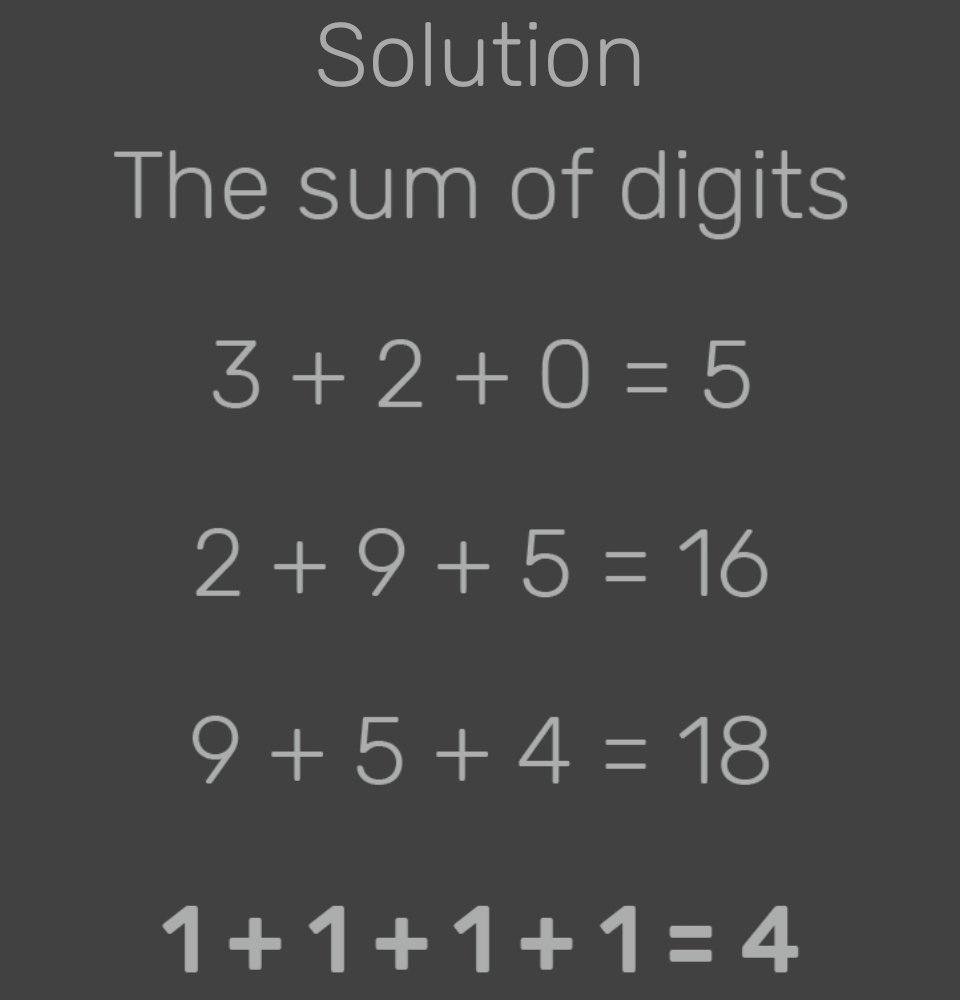 Solution
The sum of digits
3 + 2 + 0 = 5
2 + 9 + 5 = 16
9 + 5 + 4 = 18
1 + 1 + 1 + 1 = 4